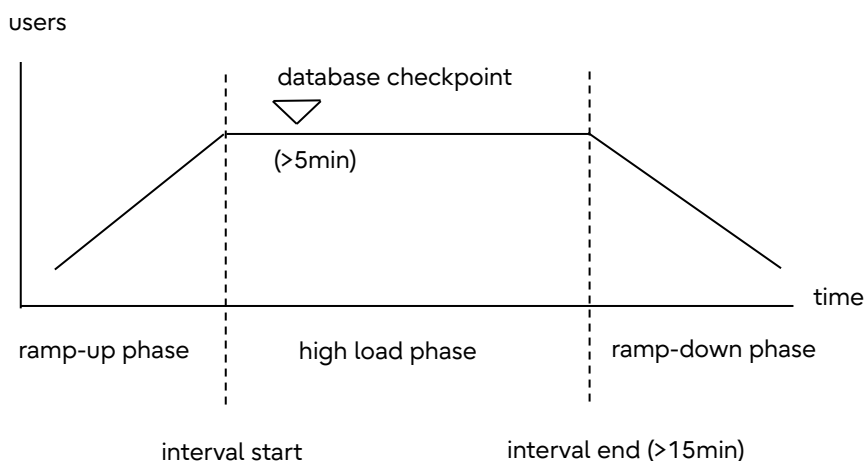 users
database checkpoint
(>5min)
time
ramp-up phase
high load phase
ramp-down phase
interval start
interval end (>15min)